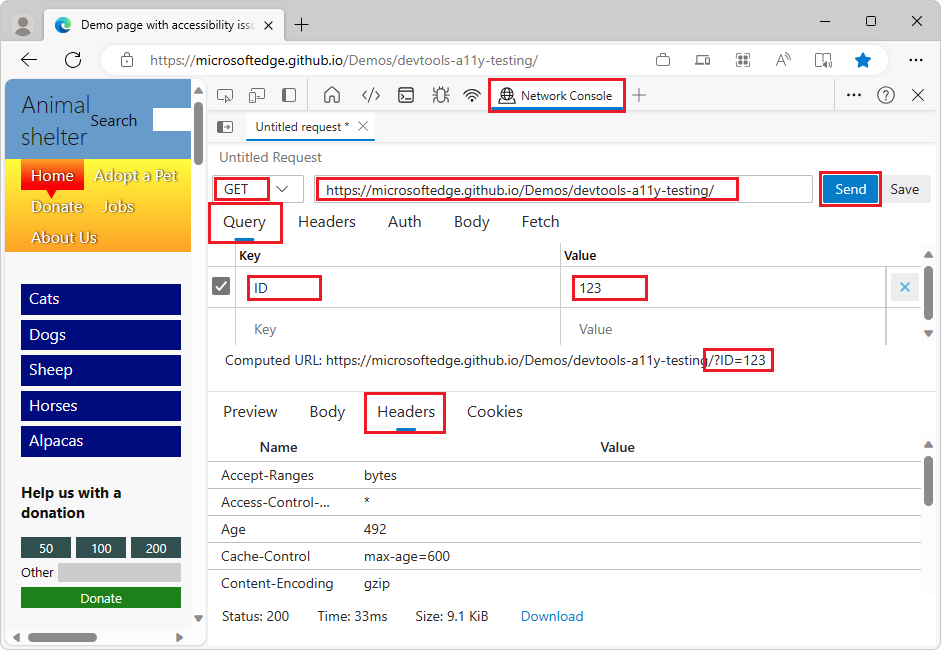 Demo page with accessibility issu
https://microsoftedge.github.io/Demos/devtools-a11y-testing/
Animal shelter
Search
Home
Adopt a Pet
Donate
Jobs
About Us
Cats
Dogs
Sheep
Horses
Alpacas
Help us with a
donation
50 100 200
Other
Donate
Network Console
Untitled request *
Untitled Request
GET
https://microsoftedge.github.io/Demos/devtools-a11y-testing/
Send
Save
Query Headers Auth Body Fetch
Key Value
ID 123
Key Value
Computed URL: https://microsoftedge.github.io/Demos/devtools-a11y-testing/?ID=123
Preview Body Headers Cookies
Name Value
Accept-Ranges bytes
Access-Control-... *
Age 492
Cache-Control max-age=600
Content-Encoding gzip
Status: 200 Time: 33ms Size: 9.1 KiB Download